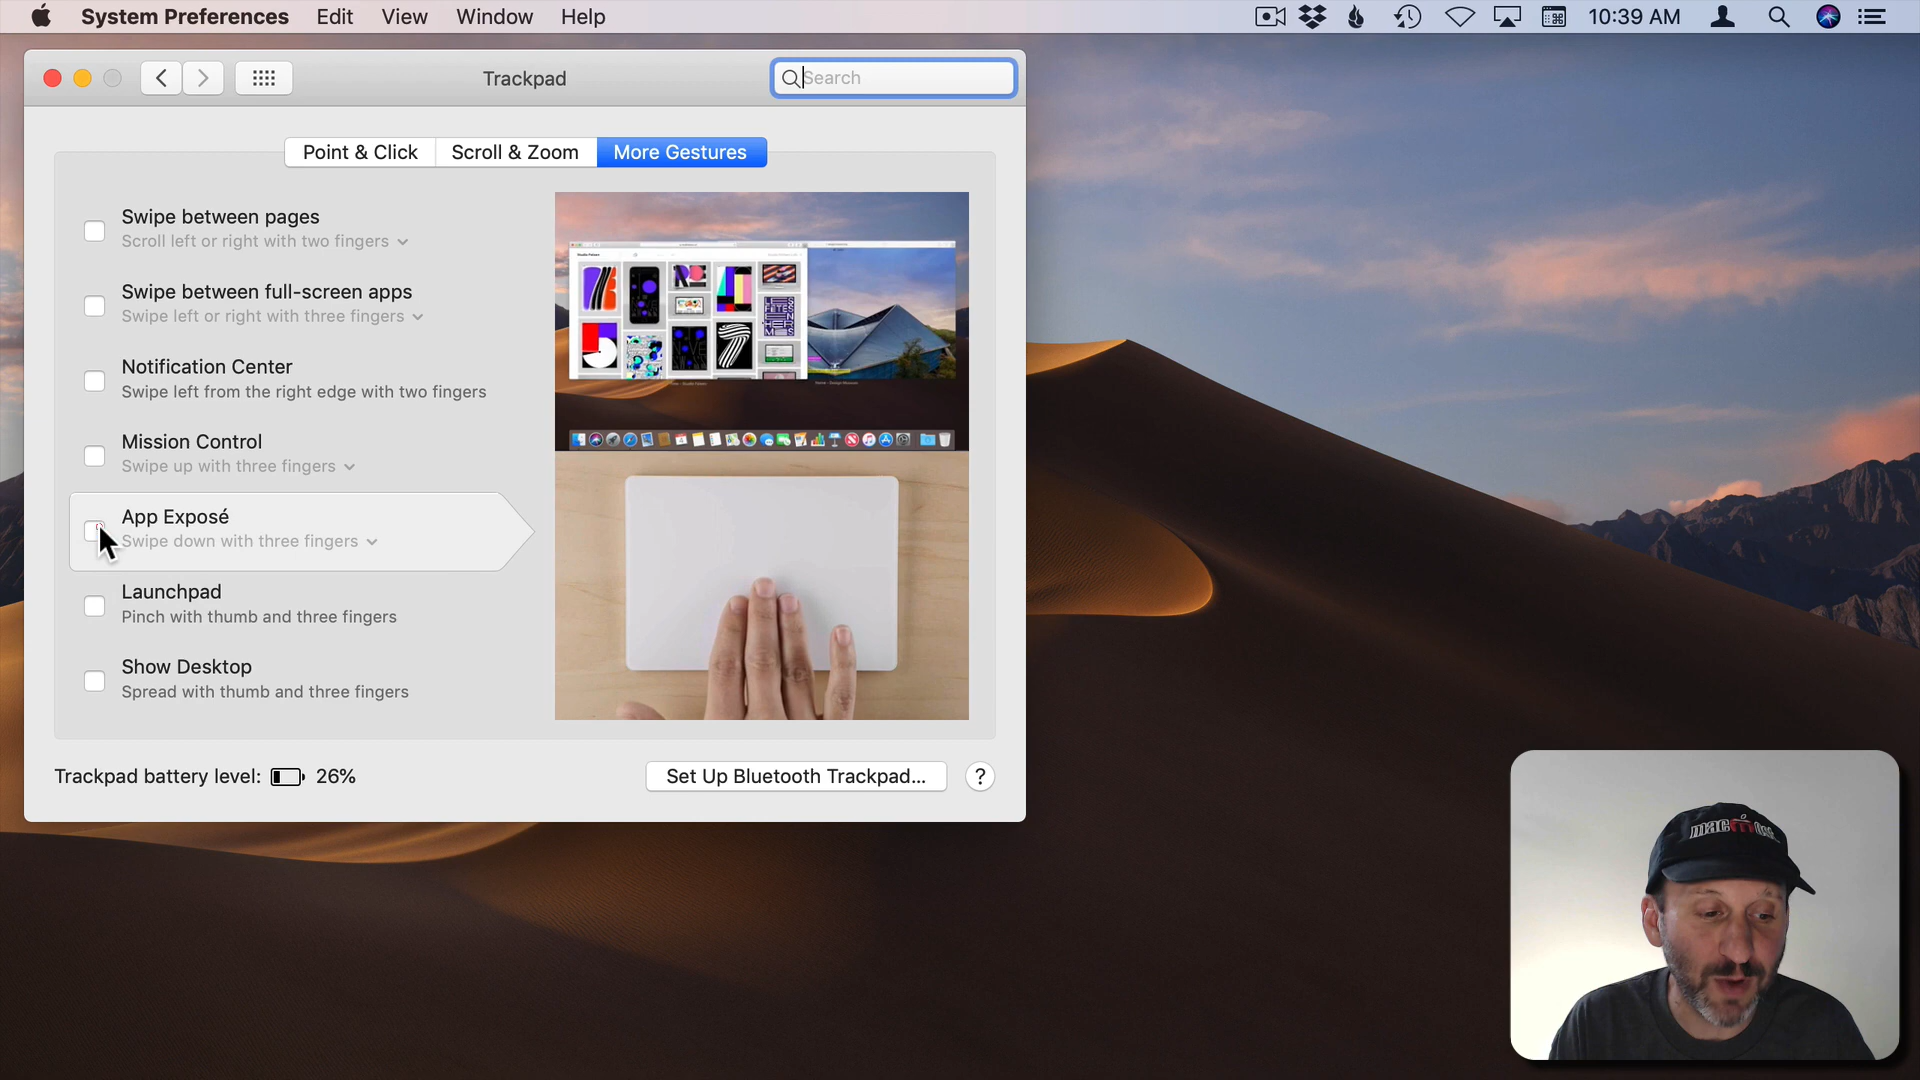 System Preferences Edit View Window Help 10:39 AM
Trackpad Search
Point & Click Scroll & Zoom More Gestures
Swipe between pages
Scroll left or right with two fingers
Swipe between full-screen apps
Swipe left or right with three fingers
Notification Center
Swipe left from the right edge with two fingers
Mission Control
Swipe up with three fingers
App Exposé
Swipe down with three fingers
Launchpad
Pinch with thumb and three fingers
Show Desktop
Spread with thumb and three fingers
Trackpad battery level: 26% Set Up Bluetooth Trackpad... ?